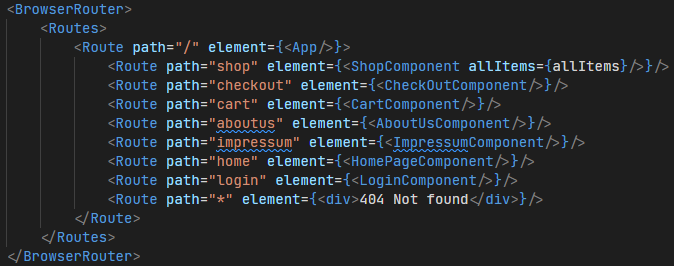 <BrowserRouter>
<Routes>
<Route path="/" element={<App/>}>
<Route path="shop" element={<ShopComponent allItems={allItems}/>}/>
<Route path="checkout" element={<CheckOutComponent/>}/>
<Route path="cart" element={<CartComponent/>}/>
<Route path="aboutus" element={<AboutUsComponent/>}/>
<Route path="impressum" element={<ImpressumComponent/>}/>
<Route path="home" element={<HomePageComponent/>}/>
<Route path="login" element={<LoginComponent/>}/>
<Route path="*" element={<div>404 Not found</div>}/>
</Route>
</Routes>
</BrowserRouter>